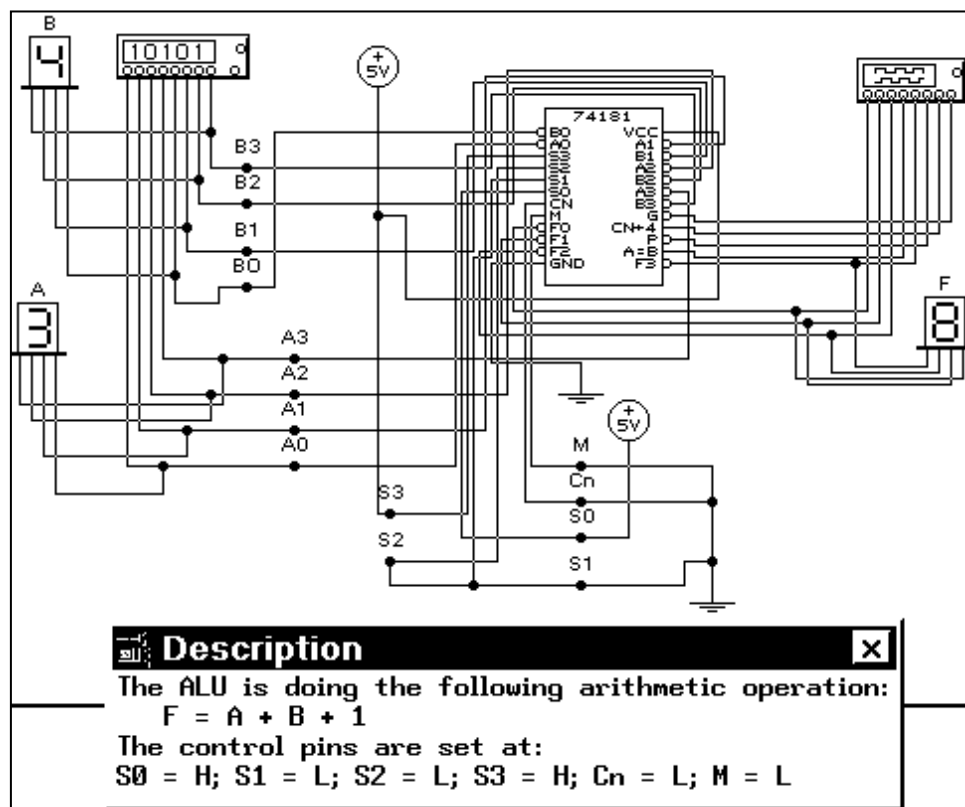 B
4
10101
+
5V
74181
B0 VCC
A0 A1
S3 B1
S2 A2
S1 B2
S0 A3
CN B3
M G
F0 CN+4
F1 P
F2 A=B
GND F3
B3
B2
B1
B0
A
3
F
8
A3
A2
A1
A0
+
5V
M
Cn
S3
S0
S2
S1
Description
The ALU is doing the following arithmetic operation:
F = A + B + 1
The control pins are set at:
S0 = H; S1 = L; S2 = L; S3 = H; Cn = L; M = L